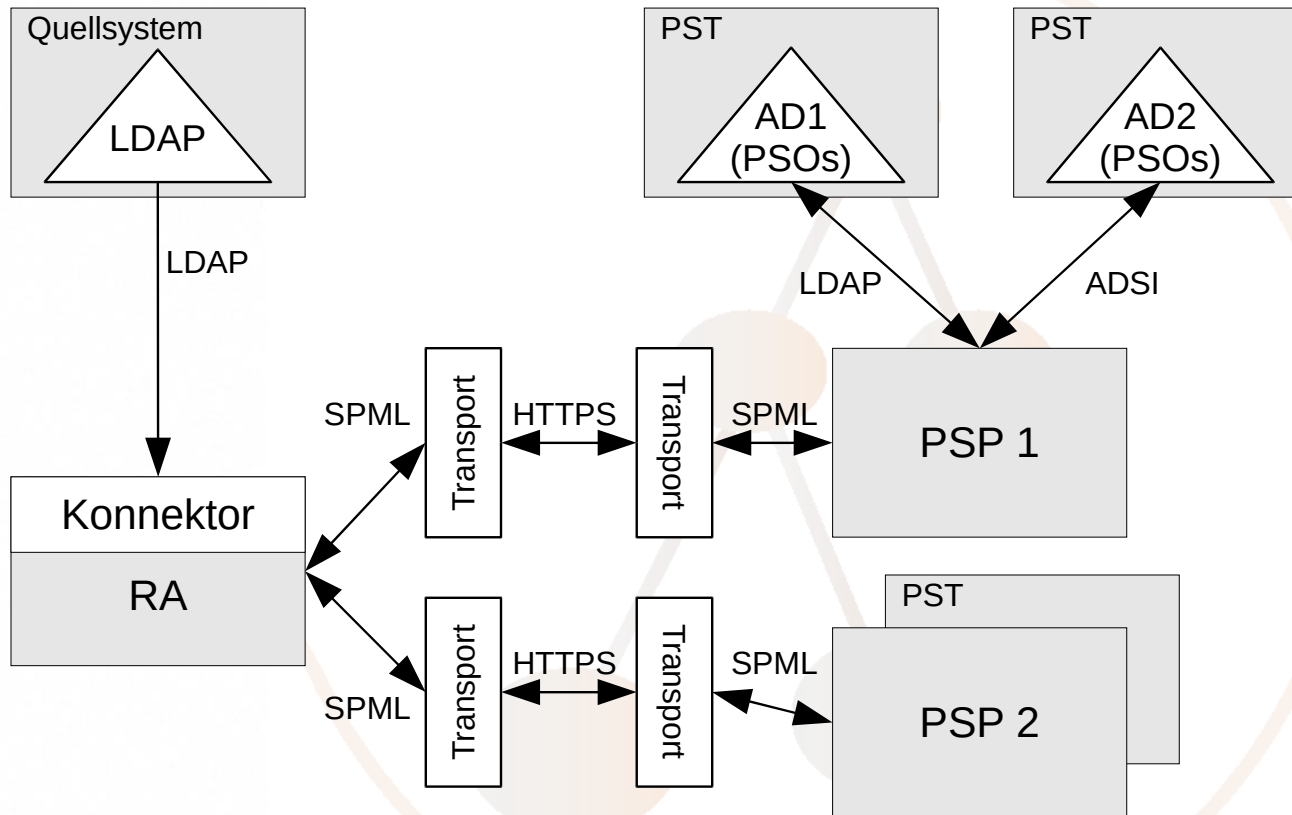 Quellsystem
LDAP
LDAP
Konnektor
RA
PST
AD1
(PSOs)
PST
AD2
(PSOs)
LDAP
ADSI
SPML
Transport
HTTPS
Transport
SPML
PSP 1
SPML
Transport
HTTPS
Transport
SPML
PST
PSP 2